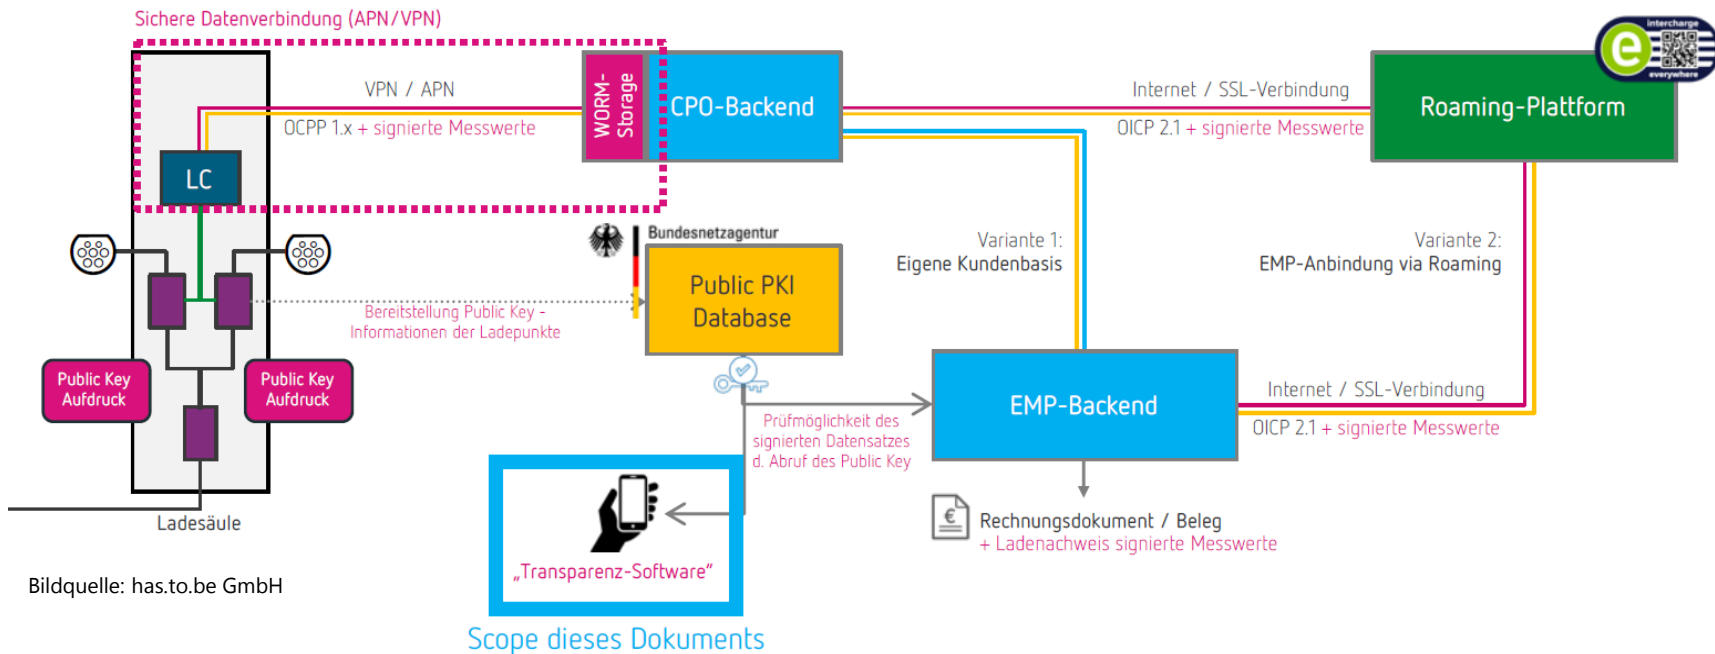 Sichere Datenverbindung (APN/VPN)
intercharge
everywhere
VPN / APN
OCPP 1.x + signierte Messwerte
WORM-
Storage
CPO-Backend
Internet / SSL-Verbindung
OICP 2.1 + signierte Messwerte
Roaming-Plattform
LC
Bundesnetzagentur
Public PKI
Database
Variante 1:
Eigene Kundenbasis
Variante 2:
EMP-Anbindung via Roaming
Bereitstellung Public Key -
Informationen der Ladepunkte
Public Key
Aufdruck
Public Key
Aufdruck
Prüfmöglichkeit des
signierten Datensatzes
d. Abruf des Public Key
EMP-Backend
Internet / SSL-Verbindung
OICP 2.1 + signierte Messwerte
Ladesäule
€
Rechnungsdokument / Beleg
+ Ladenachweis signierte Messwerte
„Transparenz-Software“
Bildquelle: has.to.be GmbH
Scope dieses Dokuments